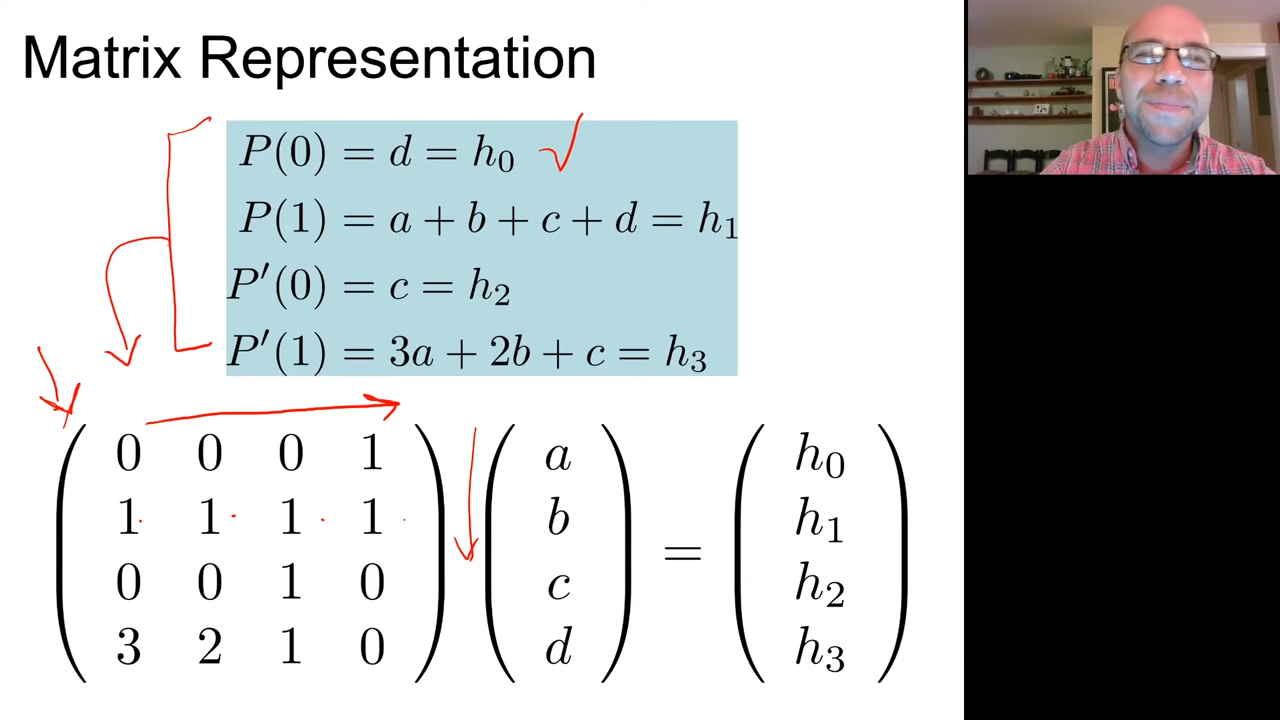 Matrix Representation
P(0) = d = h₀ ✓
P(1) = a + b + c + d = h₁
P′(0) = c = h₂
P′(1) = 3a + 2b + c = h₃
0 0 0 1 a h₀
1 1 1 1 b h₁
0 0 1 0 c = h₂
3 2 1 0 d h₃